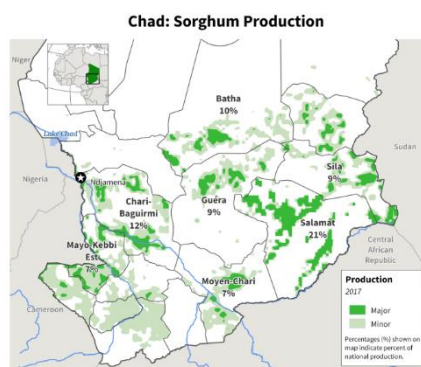 Chad: Sorghum Production
Niger
Batha
10%
Lake Chad
Sudan
Sila
9%
Ndjamena
Nigeria
Chari-
Baguirmi
12%
Guéra
9%
Salamat
21%
Mayo-Kebbi
Est
7%
Central
African
Republic
Moyen-Chari
7%
Cameroon
Production
2017
Major
Minor
Percentages (%) shown on
map indicate percent of
national production.